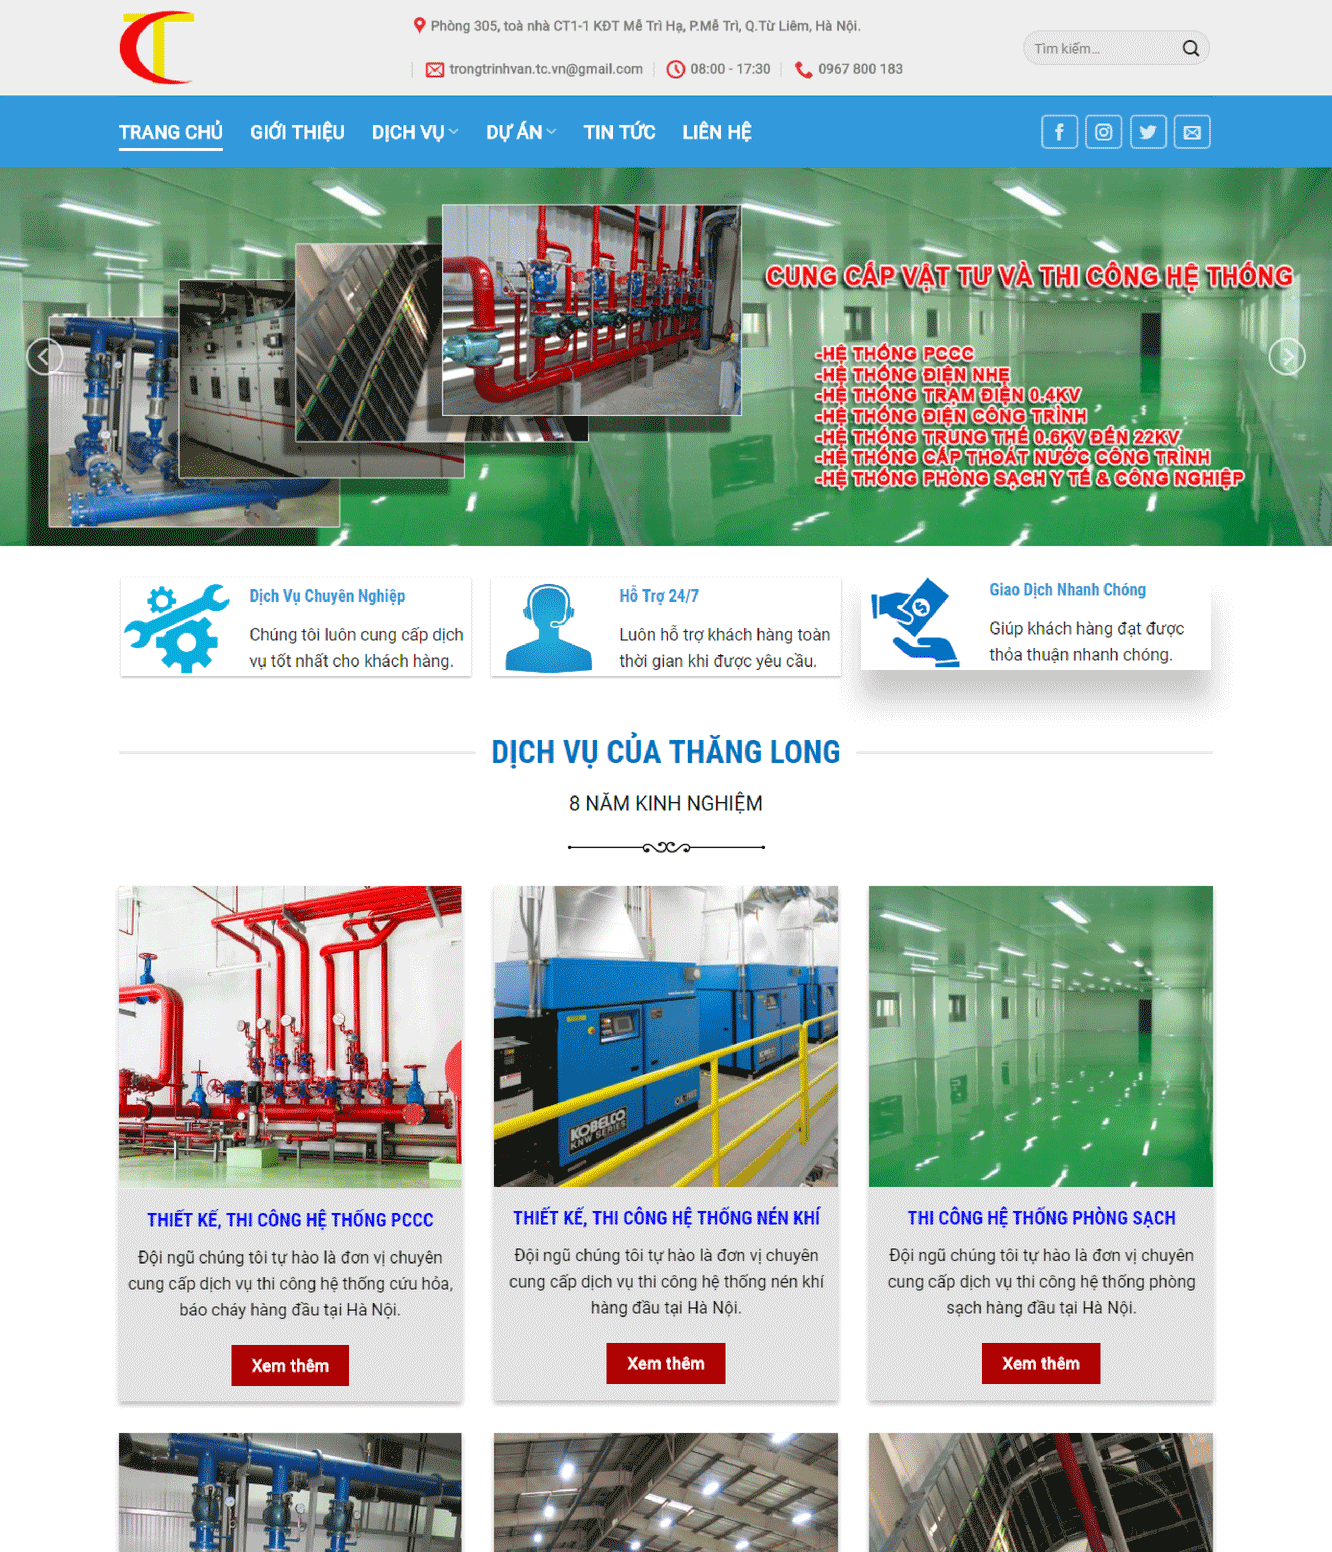 Phòng 305, toà nhà CT1-1 KĐT Mễ Trì Hạ, P.Mễ Trì, Q.Từ Liêm, Hà Nội.
trongtrinhvan.tc.vn@gmail.com
08:00 - 17:30
0967 800 183
Tìm kiếm...
TRANG CHỦ
GIỚI THIỆU
DỊCH VỤ
DỰ ÁN
TIN TỨC
LIÊN HỆ
CUNG CẤP VẬT TƯ VÀ THI CÔNG HỆ THỐNG
-HỆ THỐNG PCCC
-HỆ THỐNG ĐIỆN NHẸ
-HỆ THỐNG TRẠM ĐIỆN 0.4KV
-HỆ THỐNG ĐIỆN CÔNG TRÌNH
-HỆ THỐNG TRUNG THẾ 0.6KV ĐẾN 22KV
-HỆ THỐNG CẤP THOÁT NƯỚC CÔNG TRÌNH
-HỆ THỐNG PHÒNG SẠCH Y TẾ & CÔNG NGHIỆP
Dịch Vụ Chuyên Nghiệp
Chúng tôi luôn cung cấp dịch
vụ tốt nhất cho khách hàng.
Hỗ Trợ 24/7
Luôn hỗ trợ khách hàng toàn
thời gian khi được yêu cầu.
Giao Dịch Nhanh Chóng
Giúp khách hàng đạt được
thỏa thuận nhanh chóng.
DỊCH VỤ CỦA THĂNG LONG
8 NĂM KINH NGHIỆM
KOBELCO
KNW SERIES
THIẾT KẾ, THI CÔNG HỆ THỐNG PCCC
Đội ngũ chúng tôi tự hào là đơn vị chuyên
cung cấp dịch vụ thi công hệ thống cứu hỏa,
báo cháy hàng đầu tại Hà Nội.
Xem thêm
THIẾT KẾ, THI CÔNG HỆ THỐNG NÉN KHÍ
Đội ngũ chúng tôi tự hào là đơn vị chuyên
cung cấp dịch vụ thi công hệ thống nén khí
hàng đầu tại Hà Nội.
Xem thêm
THI CÔNG HỆ THỐNG PHÒNG SẠCH
Đội ngũ chúng tôi tự hào là đơn vị chuyên
cung cấp dịch vụ thi công hệ thống phòng
sạch hàng đầu tại Hà Nội.
Xem thêm